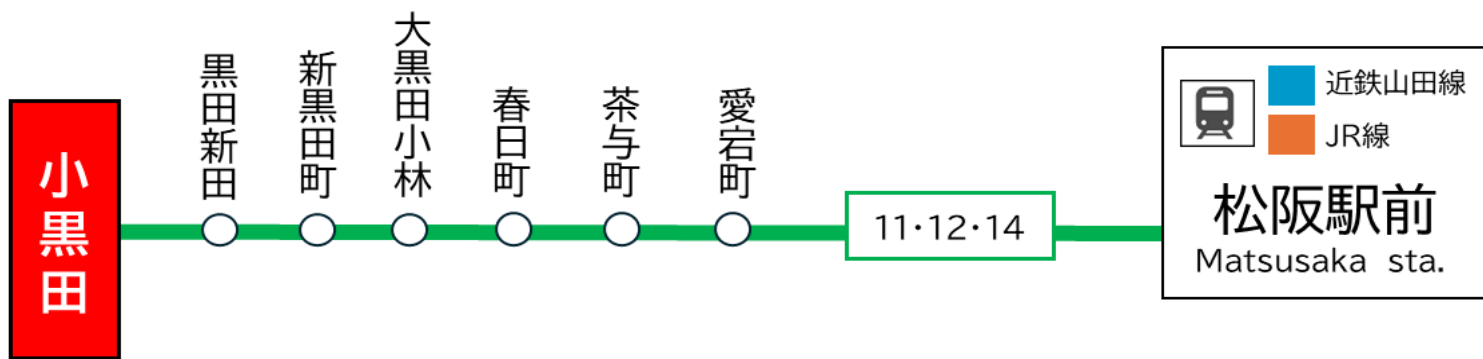 小黒田
黒田新田
新黒田町
大黒田小林
春日町
茶与町
愛宕町
11・12・14
近鉄山田線
JR線
松阪駅前
Matsusaka sta.